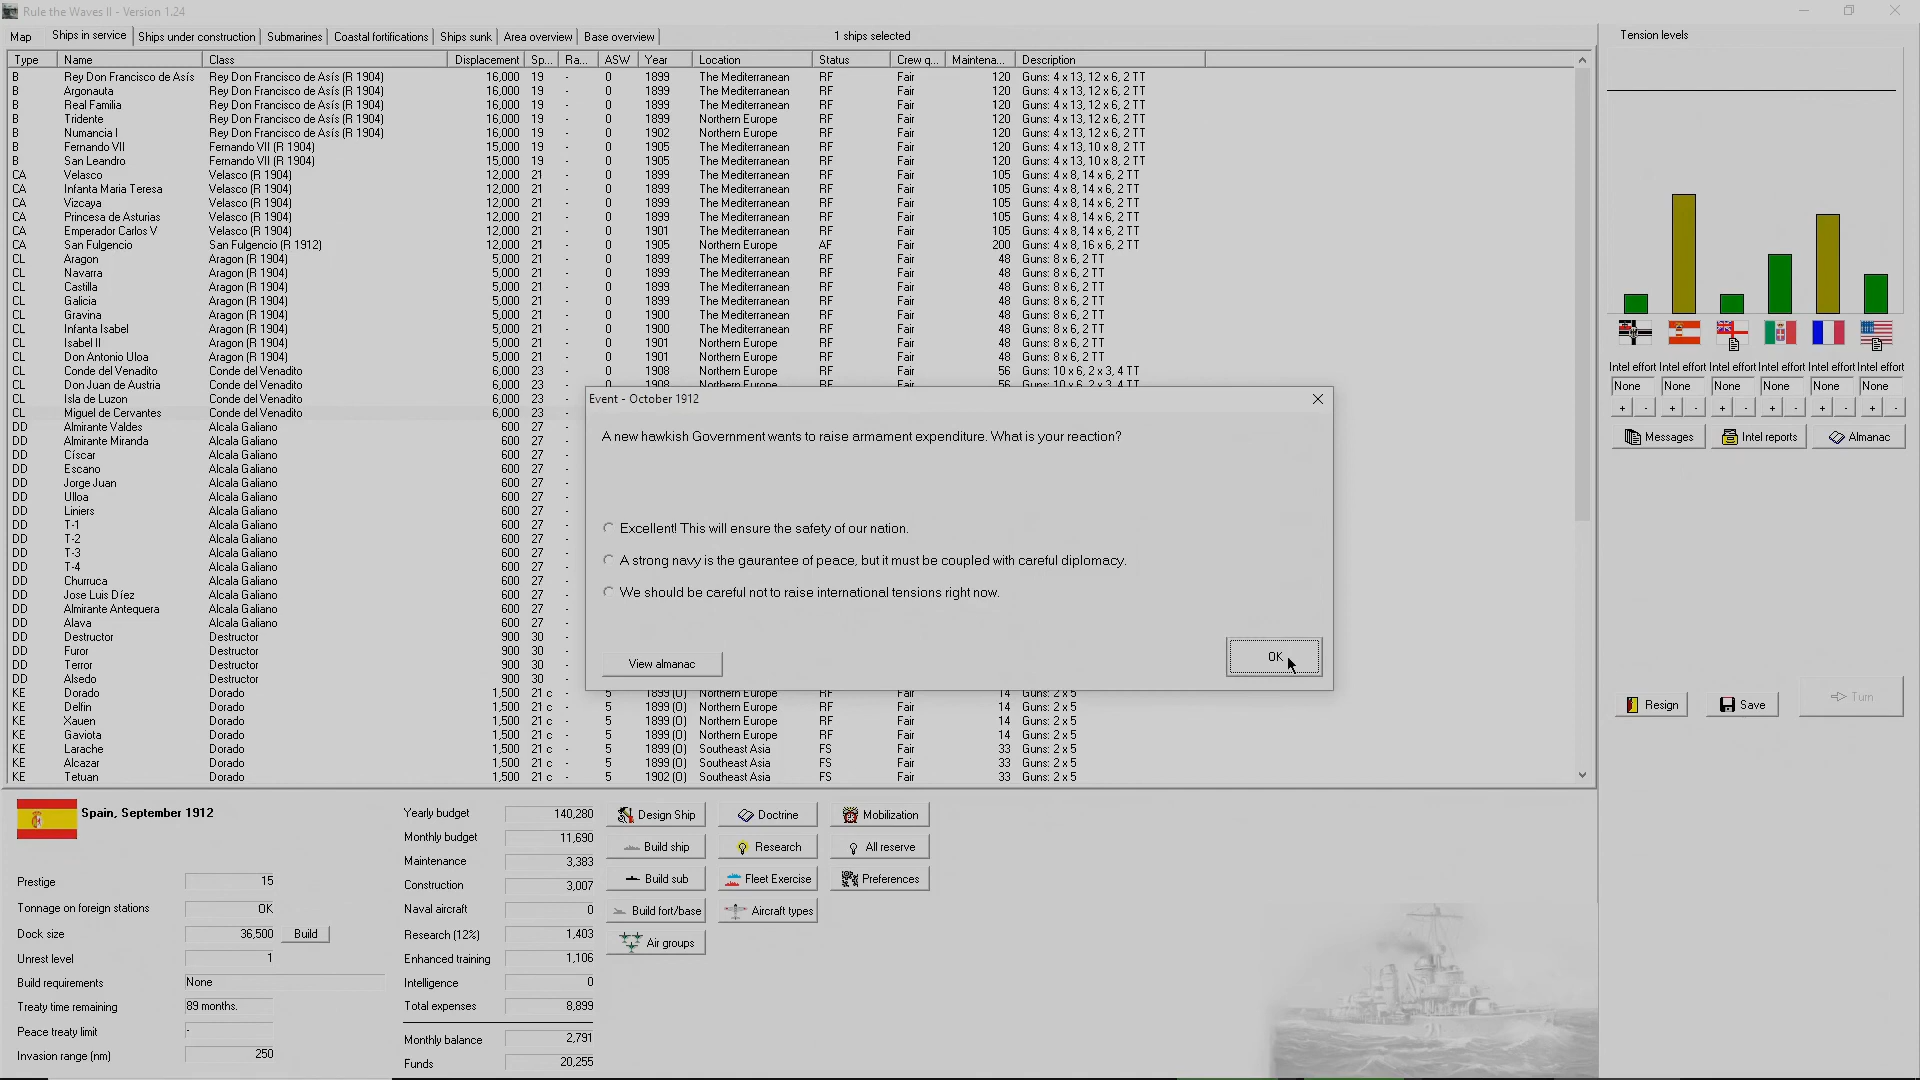 Rule the Waves II - Version 1.24
Map Ships in service Ships under construction Submarines Coastal fortifications Ships sunk Area overview Base overview 1 ships selected Tension levels
Type Name Class Displacement Sp... Ra... ASW Year Location Status Crew q... Maintena... Description
B Rey Don Francisco de Asís Rey Don Francisco de Asís (R 1904) 16,000 19 - 0 1899 The Mediterranean RF Fair 120 Guns: 4 x 13, 12 x 6, 2 TT
B Argonauta Rey Don Francisco de Asís (R 1904) 16,000 19 - 0 1899 The Mediterranean RF Fair 120 Guns: 4 x 13, 12 x 6, 2 TT
B Real Familia Rey Don Francisco de Asís (R 1904) 16,000 19 - 0 1899 The Mediterranean RF Fair 120 Guns: 4 x 13, 12 x 6, 2 TT
B Tridente Rey Don Francisco de Asís (R 1904) 16,000 19 - 0 1899 Northern Europe RF Fair 120 Guns: 4 x 13, 12 x 6, 2 TT
B Numancia I Rey Don Francisco de Asís (R 1904) 16,000 19 - 0 1902 Northern Europe RF Fair 120 Guns: 4 x 13, 12 x 6, 2 TT
B Fernando VII Fernando VII (R 1904) 15,000 19 - 0 1905 The Mediterranean RF Fair 120 Guns: 4 x 13, 10 x 8, 2 TT
B San Leandro Fernando VII (R 1904) 15,000 19 - 0 1905 The Mediterranean RF Fair 120 Guns: 4 x 13, 10 x 8, 2 TT
CA Velasco Velasco (R 1904) 12,000 21 - 0 1899 The Mediterranean RF Fair 105 Guns: 4 x 8, 14 x 6, 2 TT
CA Infanta Maria Teresa Velasco (R 1904) 12,000 21 - 0 1899 The Mediterranean RF Fair 105 Guns: 4 x 8, 14 x 6, 2 TT
CA Vizcaya Velasco (R 1904) 12,000 21 - 0 1899 The Mediterranean RF Fair 105 Guns: 4 x 8, 14 x 6, 2 TT
CA Princesa de Asturias Velasco (R 1904) 12,000 21 - 0 1899 The Mediterranean RF Fair 105 Guns: 4 x 8, 14 x 6, 2 TT
CA Emperador Carlos V Velasco (R 1904) 12,000 21 - 0 1901 The Mediterranean RF Fair 105 Guns: 4 x 8, 14 x 6, 2 TT
CA San Fulgencio San Fulgencio (R 1912) 12,000 21 - 0 1905 Northern Europe AF Fair 200 Guns: 4 x 8, 16 x 6, 2 TT
CL Aragon Aragon (R 1904) 5,000 21 - 0 1899 The Mediterranean RF Fair 48 Guns: 8 x 6, 2 TT
CL Navarra Aragon (R 1904) 5,000 21 - 0 1899 The Mediterranean RF Fair 48 Guns: 8 x 6, 2 TT
CL Castilla Aragon (R 1904) 5,000 21 - 0 1899 The Mediterranean RF Fair 48 Guns: 8 x 6, 2 TT
CL Galicia Aragon (R 1904) 5,000 21 - 0 1899 The Mediterranean RF Fair 48 Guns: 8 x 6, 2 TT
CL Gravina Aragon (R 1904) 5,000 21 - 0 1900 The Mediterranean RF Fair 48 Guns: 8 x 6, 2 TT
CL Infanta Isabel Aragon (R 1904) 5,000 21 - 0 1900 The Mediterranean RF Fair 48 Guns: 8 x 6, 2 TT
CL Isabel II Aragon (R 1904) 5,000 21 - 0 1901 Northern Europe RF Fair 48 Guns: 8 x 6, 2 TT
CL Don Antonio Uloa Aragon (R 1904) 5,000 21 - 0 1901 Northern Europe RF Fair 48 Guns: 8 x 6, 2 TT
CL Conde del Venadito Conde del Venadito 6,000 23 - 0 1908 Northern Europe RF Fair 56 Guns: 10 x 6, 2 x 3, 4 TT
CL Don Juan de Austria Conde del Venadito 6,000 23 - 0 1908 Northern Europe RF Fair 56 Guns: 10 x 6, 2 x 3, 4 TT
CL Isla de Luzon Conde del Venadito 6,000 23 -
CL Miguel de Cervantes Conde del Venadito 6,000 23 -
DD Almirante Valdes Alcala Galiano 600 27 -
DD Almirante Miranda Alcala Galiano 600 27 -
DD Císcar Alcala Galiano 600 27 -
DD Escano Alcala Galiano 600 27 -
DD Jorge Juan Alcala Galiano 600 27 -
DD Ulloa Alcala Galiano 600 27 -
DD Liniers Alcala Galiano 600 27 -
DD T-1 Alcala Galiano 600 27 -
DD T-2 Alcala Galiano 600 27 -
DD T-3 Alcala Galiano 600 27 -
DD T-4 Alcala Galiano 600 27 -
DD Churruca Alcala Galiano 600 27 -
DD Jose Luis Díez Alcala Galiano 600 27 -
DD Almirante Antequera Alcala Galiano 600 27 -
DD Alava Alcala Galiano 600 27 -
DD Destructor Destructor 900 30 -
DD Furor Destructor 900 30 -
DD Terror Destructor 900 30 -
DD Alsedo Destructor 900 30 -
KE Dorado Dorado 1,500 21 c - 5 1899 (O) Northern Europe RF Fair 14 Guns: 2 x 5
KE Delfin Dorado 1,500 21 c - 5 1899 (O) Northern Europe RF Fair 14 Guns: 2 x 5
KE Xauen Dorado 1,500 21 c - 5 1899 (O) Northern Europe RF Fair 14 Guns: 2 x 5
KE Gaviota Dorado 1,500 21 c - 5 1899 (O) Northern Europe RF Fair 14 Guns: 2 x 5
KE Larache Dorado 1,500 21 c - 5 1899 (O) Southeast Asia FS Fair 33 Guns: 2 x 5
KE Alcazar Dorado 1,500 21 c - 5 1899 (O) Southeast Asia FS Fair 33 Guns: 2 x 5
KE Tetuan Dorado 1,500 21 c - 5 1902 (O) Southeast Asia FS Fair 33 Guns: 2 x 5
Event - October 1912
A new hawkish Government wants to raise armament expenditure. What is your reaction?
Excellent! This will ensure the safety of our nation.
A strong navy is the gaurantee of peace, but it must be coupled with careful diplomacy.
We should be careful not to raise international tensions right now.
View almanac OK
Intel effort Intel effort Intel effort Intel effort Intel effort Intel effort
None None None None None None
+ - + - + - + - + - + -
Messages Intel reports Almanac
Resign Save Turn
Spain, September 1912
Prestige 15
Tonnage on foreign stations OK
Dock size 36,500 Build
Unrest level 1
Build requirements None
Treaty time remaining 89 months.
Peace treaty limit -
Invasion range (nm) 250
Yearly budget 140,280
Monthly budget 11,690
Maintenance 3,383
Construction 3,007
Naval aircraft 0
Research (12%) 1,403
Enhanced training 1,106
Intelligence 0
Total expenses 8,899
Monthly balance 2,791
Funds 20,255
Design Ship Doctrine Mobilization
Build ship Research All reserve
Build sub Fleet Exercise Preferences
Build fort/base Aircraft types
Air groups